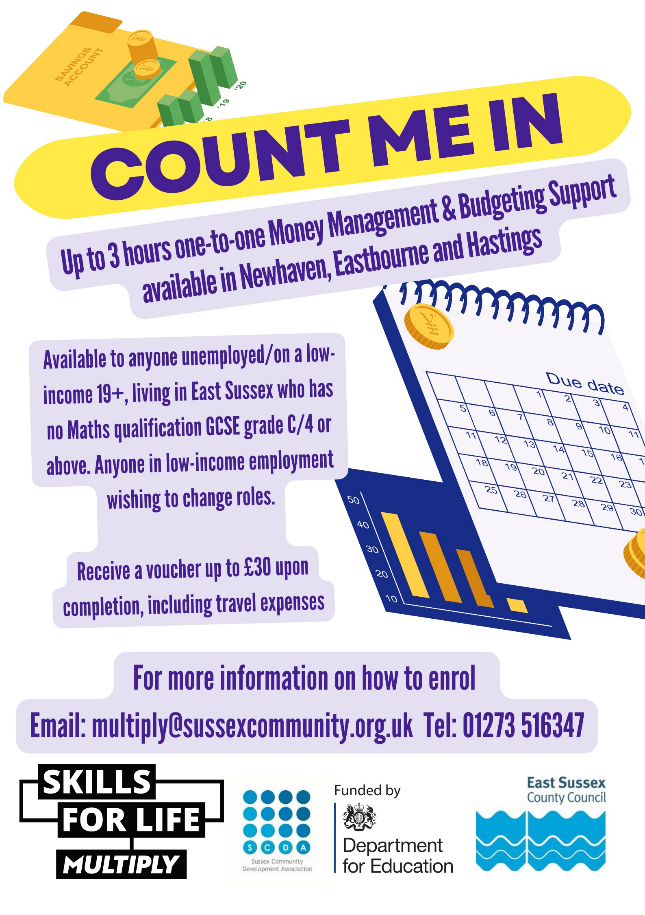 SAVINGS
ACCOUNT
'19
'20
COUNT ME IN
Up to 3 hours one-to-one Money Management & Budgeting Support
available in Newhaven, Eastbourne and Hastings
Available to anyone unemployed/on a low-
income 19+, living in East Sussex who has
no Maths qualification GCSE grade C/4 or
above. Anyone in low-income employment
wishing to change roles.
Receive a voucher up to £30 upon
completion, including travel expenses
Due date
1 2 3 4
5 6 7 8 9 10 11
11 12 13 14 15 16
18 19 20 21 22 23
25 26 27 28 29 30
50
40
30
20
10
For more information on how to enrol
Email: multiply@sussexcommunity.org.uk Tel: 01273 516347
SKILLS
FOR LIFE
MULTIPLY
S C D A
Sussex Community
Development Association
Funded by
Department
for Education
East Sussex
County Council